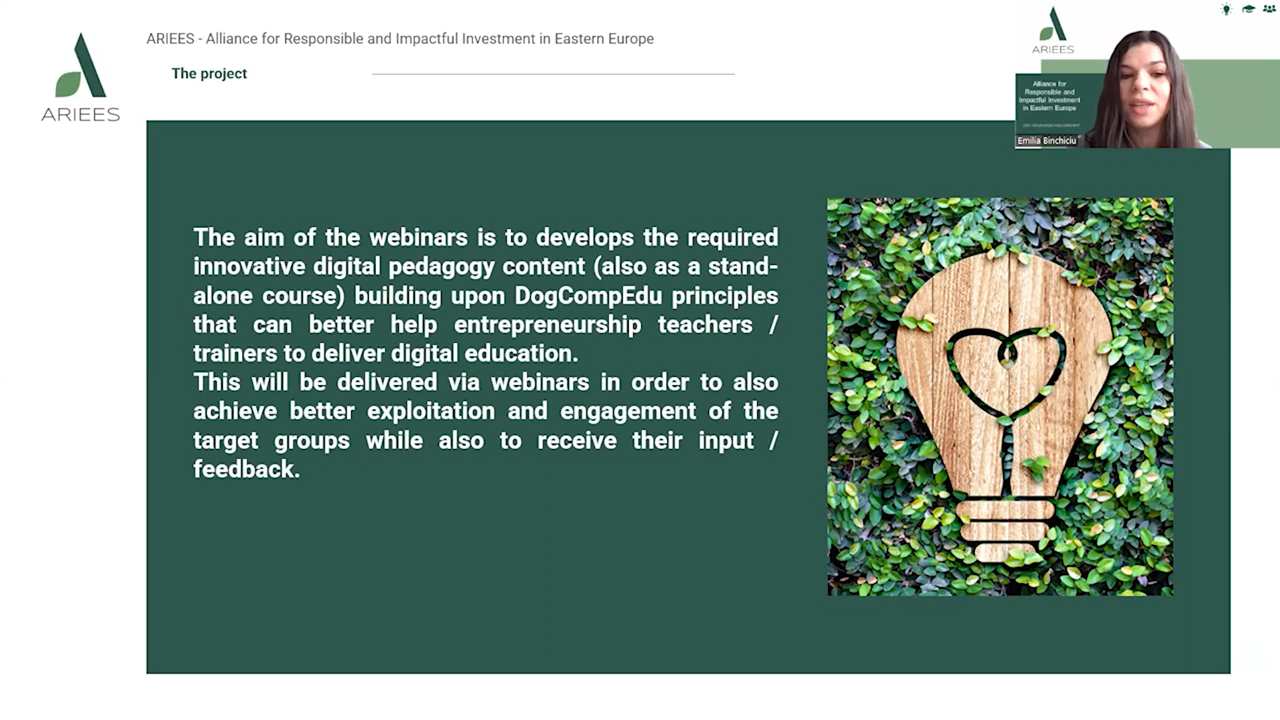 ARIEES - Alliance for Responsible and Impactful Investment in Eastern Europe
The project
ARIEES
ARIEES
Alliance for
Responsible and
Impactful Investment
in Eastern Europe
Emilia Binchiciu
The aim of the webinars is to develops the required
innovative digital pedagogy content (also as a stand-
alone course) building upon DogCompEdu principles
that can better help entrepreneurship teachers /
trainers to deliver digital education.
This will be delivered via webinars in order to also
achieve better exploitation and engagement of the
target groups while also to receive their input /
feedback.